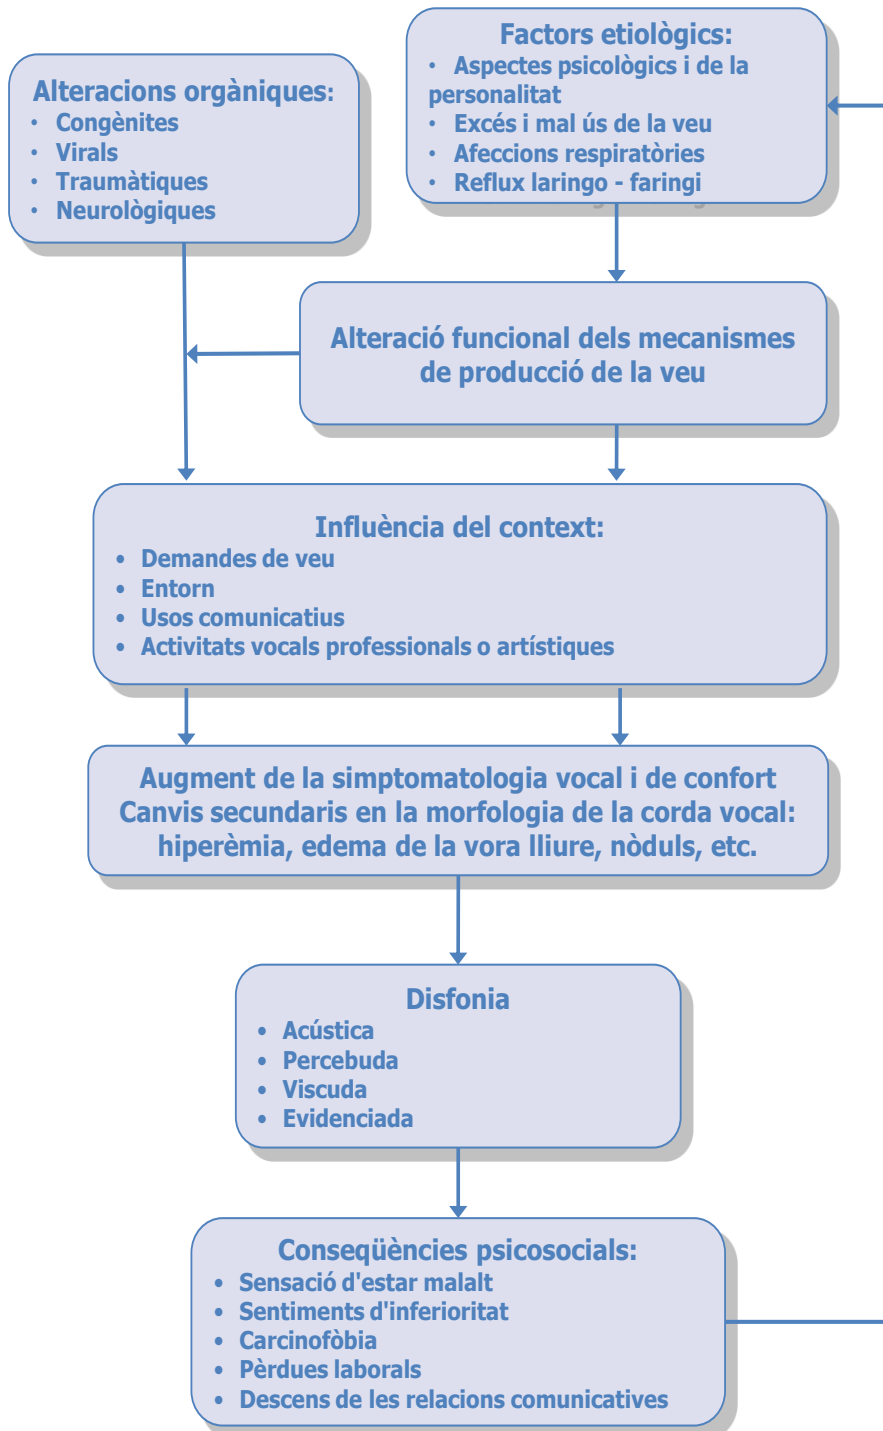 Factors etiològics:
• Aspectes psicològics i de la
personalitat
• Excés i mal ús de la veu
• Afeccions respiratòries
• Reflux laringo - faringi
Alteracions orgàniques:
• Congènites
• Virals
• Traumàtiques
• Neurològiques
Alteració funcional dels mecanismes
de producció de la veu
Influència del context:
• Demandes de veu
• Entorn
• Usos comunicatius
• Activitats vocals professionals o artístiques
Augment de la simptomatologia vocal i de confort
Canvis secundaris en la morfologia de la corda vocal:
hiperèmia, edema de la vora lliure, nòduls, etc.
Disfonia
• Acústica
• Percebuda
• Viscuda
• Evidenciada
Conseqüències psicosocials:
• Sensació d'estar malalt
• Sentiments d'inferioritat
• Carcinofòbia
• Pèrdues laborals
• Descens de les relacions comunicatives